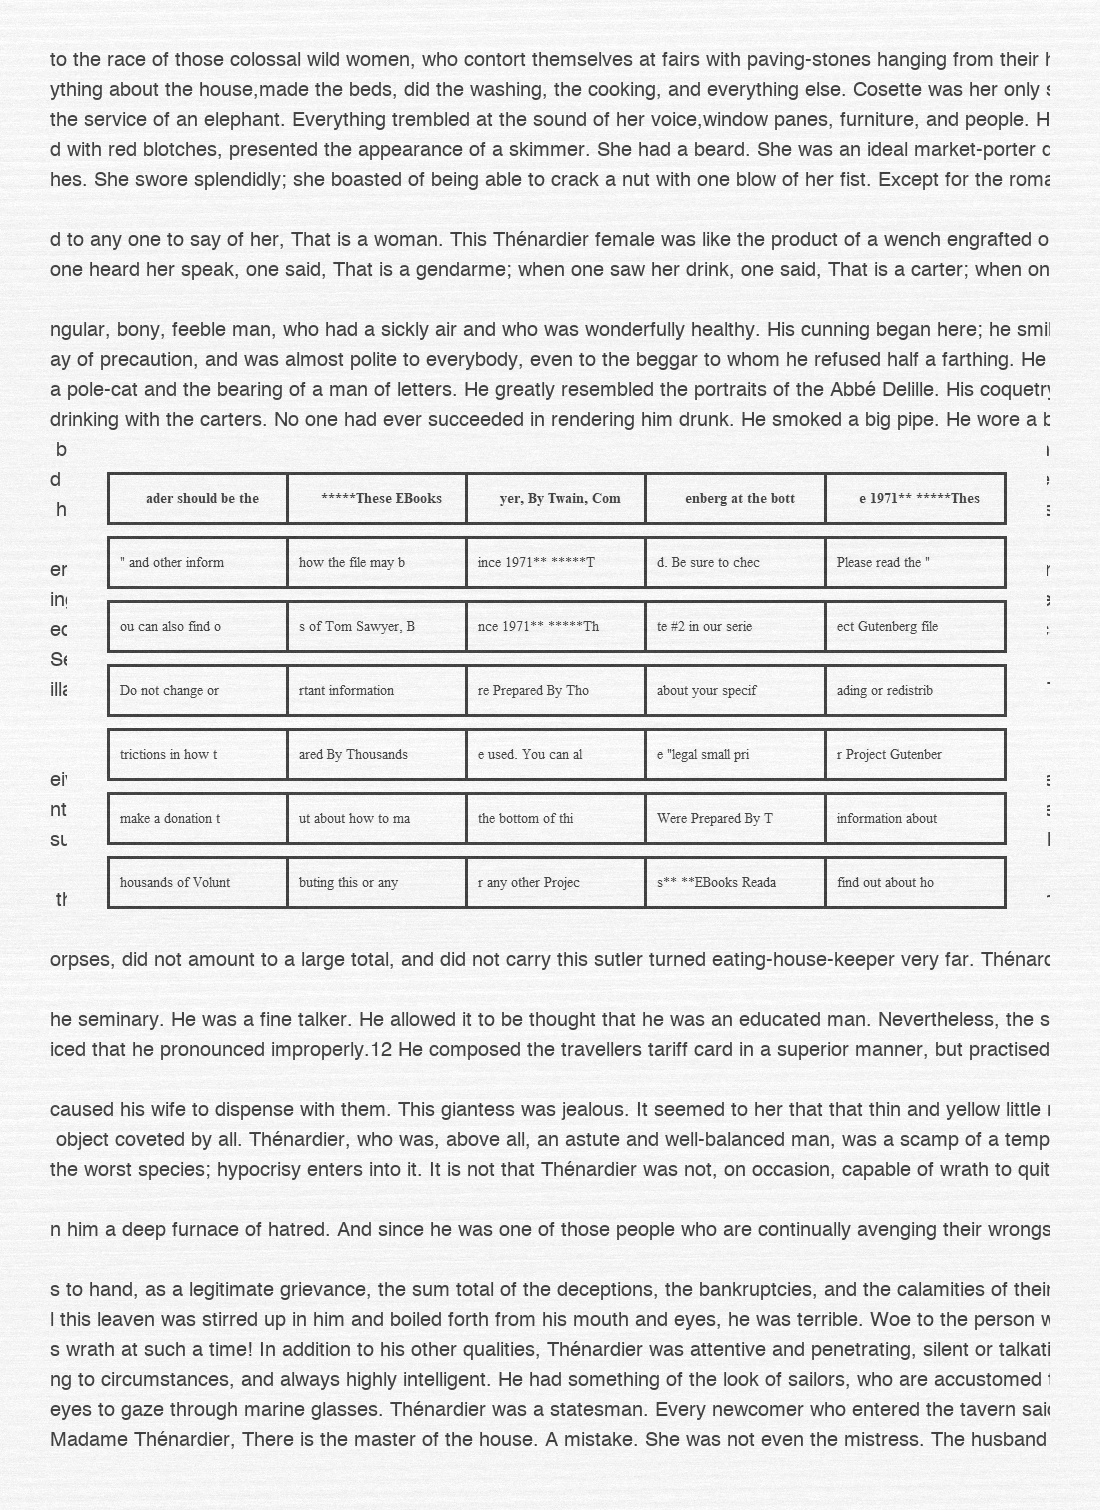 to the race of those colossal wild women, who contort themselves at fairs with paving-stones hanging from their
ything about the house,made the beds, did the washing, the cooking, and everything else. Cosette was her only
the service of an elephant. Everything trembled at the sound of her voice,window panes, furniture, and people. H
d with red blotches, presented the appearance of a skimmer. She had a beard. She was an ideal market-porter
hes. She swore splendidly; she boasted of being able to crack a nut with one blow of her fist. Except for the roma
d to any one to say of her, That is a woman. This Thénardier female was like the product of a wench engrafted o
one heard her speak, one said, That is a gendarme; when one saw her drink, one said, That is a carter; when on
ngular, bony, feeble man, who had a sickly air and who was wonderfully healthy. His cunning began here; he smil
ay of precaution, and was almost polite to everybody, even to the beggar to whom he refused half a farthing. He
a pole-cat and the bearing of a man of letters. He greatly resembled the portraits of the Abbé Delille. His coquetry
drinking with the carters. No one had ever succeeded in rendering him drunk. He smoked a big pipe. He wore a b
b
d
h
ader should be the *****These EBooks yer, By Twain, Com enberg at the bott e 1971** *****Thes
" and other inform how the file may b ince 1971** *****T d. Be sure to chec Please read the "
er
in
ou can also find o s of Tom Sawyer, B nce 1971** *****Th te #2 in our serie ect Gutenberg file
Se
Do not change or rtant information re Prepared By Tho about your specif ading or redistrib
trictions in how t ared By Thousands e used. You can al e "legal small pri r Project Gutenber
nt
make a donation t ut about how to ma the bottom of thi Were Prepared By T information about
housands of Volunt buting this or any r any other Projec s** **EBooks Reada find out about ho
orpses, did not amount to a large total, and did not carry this sutler turned eating-house-keeper very far. Thénard
he seminary. He was a fine talker. He allowed it to be thought that he was an educated man. Nevertheless, the s
iced that he pronounced improperly.12 He composed the travellers tariff card in a superior manner, but practised
caused his wife to dispense with them. This giantess was jealous. It seemed to her that that thin and yellow little
object coveted by all. Thénardier, who was, above all, an astute and well-balanced man, was a scamp of a temp
the worst species; hypocrisy enters into it. It is not that Thénardier was not, on occasion, capable of wrath to quit
n him a deep furnace of hatred. And since he was one of those people who are continually avenging their wrongs
s to hand, as a legitimate grievance, the sum total of the deceptions, the bankruptcies, and the calamities of their
l this leaven was stirred up in him and boiled forth from his mouth and eyes, he was terrible. Woe to the person w
s wrath at such a time! In addition to his other qualities, Thénardier was attentive and penetrating, silent or talkati
ng to circumstances, and always highly intelligent. He had something of the look of sailors, who are accustomed
eyes to gaze through marine glasses. Thénardier was a statesman. Every newcomer who entered the tavern said
Madame Thénardier, There is the master of the house. A mistake. She was not even the mistress. The husband